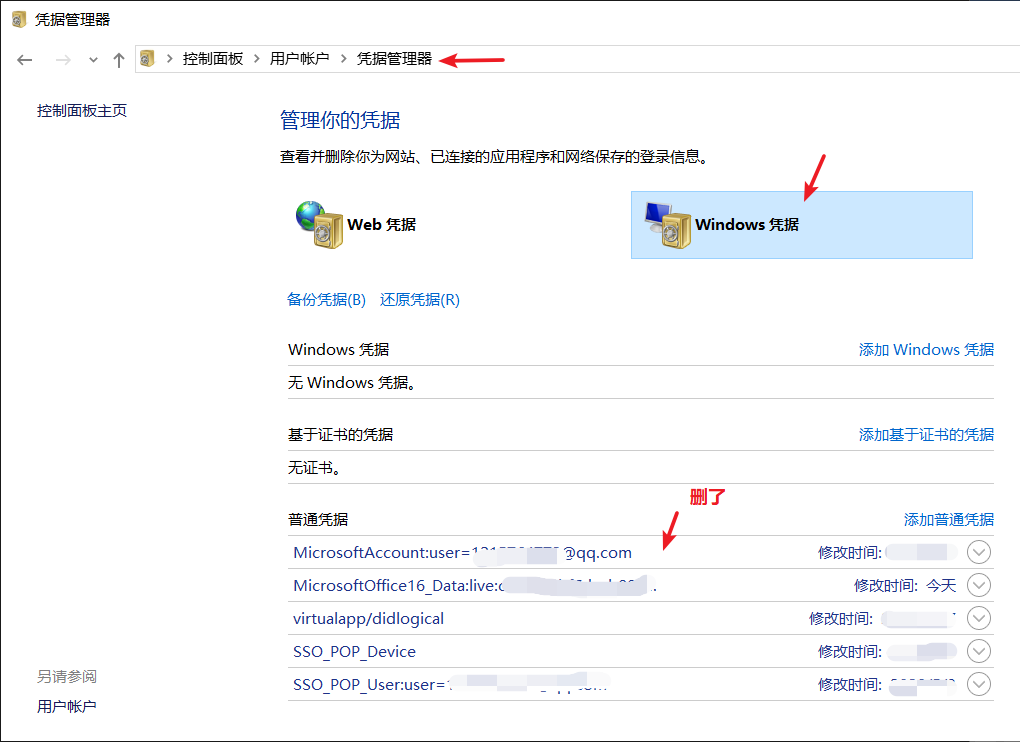 凭据管理器
控制面板 > 用户帐户 > 凭据管理器
控制面板主页
管理你的凭据
查看并删除你为网站、已连接的应用程序和网络保存的登录信息。
Web 凭据
Windows 凭据
备份凭据(B) 还原凭据(R)
Windows 凭据 添加 Windows 凭据
无 Windows 凭据。
基于证书的凭据 添加基于证书的凭据
无证书。
删了
普通凭据 添加普通凭据
MicrosoftAccount:user= @qq.com 修改时间:
MicrosoftOffice16_Data:live: 修改时间: 今天
virtualapp/didlogical 修改时间:
SSO_POP_Device 修改时间:
SSO_POP_User:user= 修改时间:
另请参阅
用户帐户